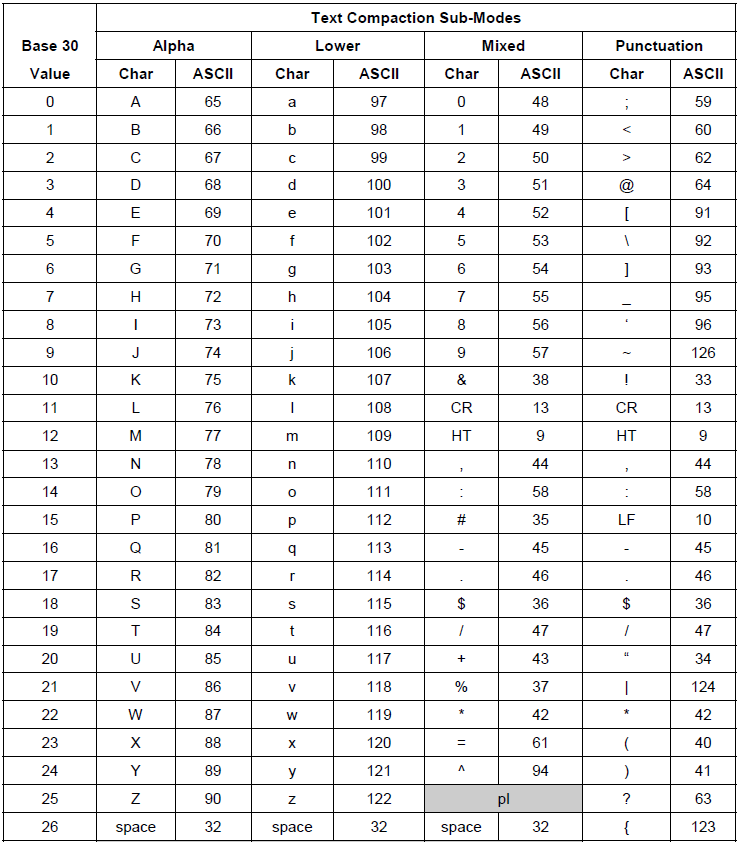 Text Compaction Sub-Modes
Base 30 Alpha Lower Mixed Punctuation
Value Char ASCII Char ASCII Char ASCII Char ASCII
0 A 65 a 97 0 48 ; 59
1 B 66 b 98 1 49 < 60
2 C 67 c 99 2 50 > 62
3 D 68 d 100 3 51 @ 64
4 E 69 e 101 4 52 [ 91
5 F 70 f 102 5 53 \ 92
6 G 71 g 103 6 54 ] 93
7 H 72 h 104 7 55 _ 95
8 I 73 i 105 8 56 ‘ 96
9 J 74 j 106 9 57 ~ 126
10 K 75 k 107 & 38 ! 33
11 L 76 l 108 CR 13 CR 13
12 M 77 m 109 HT 9 HT 9
13 N 78 n 110 , 44 , 44
14 O 79 o 111 : 58 : 58
15 P 80 p 112 # 35 LF 10
16 Q 81 q 113 - 45 - 45
17 R 82 r 114 . 46 . 46
18 S 83 s 115 $ 36 $ 36
19 T 84 t 116 / 47 / 47
20 U 85 u 117 + 43 “ 34
21 V 86 v 118 % 37 | 124
22 W 87 w 119 * 42 * 42
23 X 88 x 120 = 61 ( 40
24 Y 89 y 121 ^ 94 ) 41
25 Z 90 z 122 pl ? 63
26 space 32 space 32 space 32 { 123